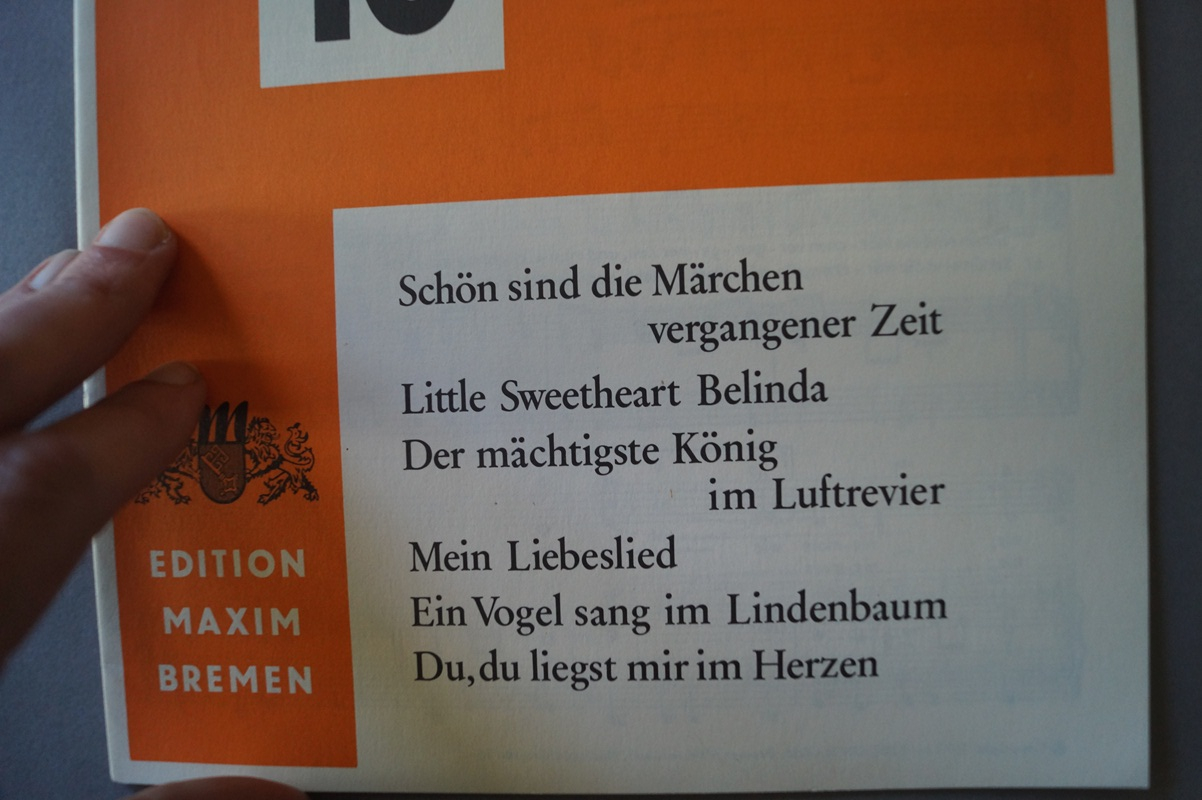 Schön sind die Märchen
vergangener Zeit
Little Sweetheart Belinda
Der mächtigste König
im Luftrevier
Mein Liebeslied
Ein Vogel sang im Lindenbaum
Du, du liegst mir im Herzen
m
EDITION
MAXIM
BREMEN